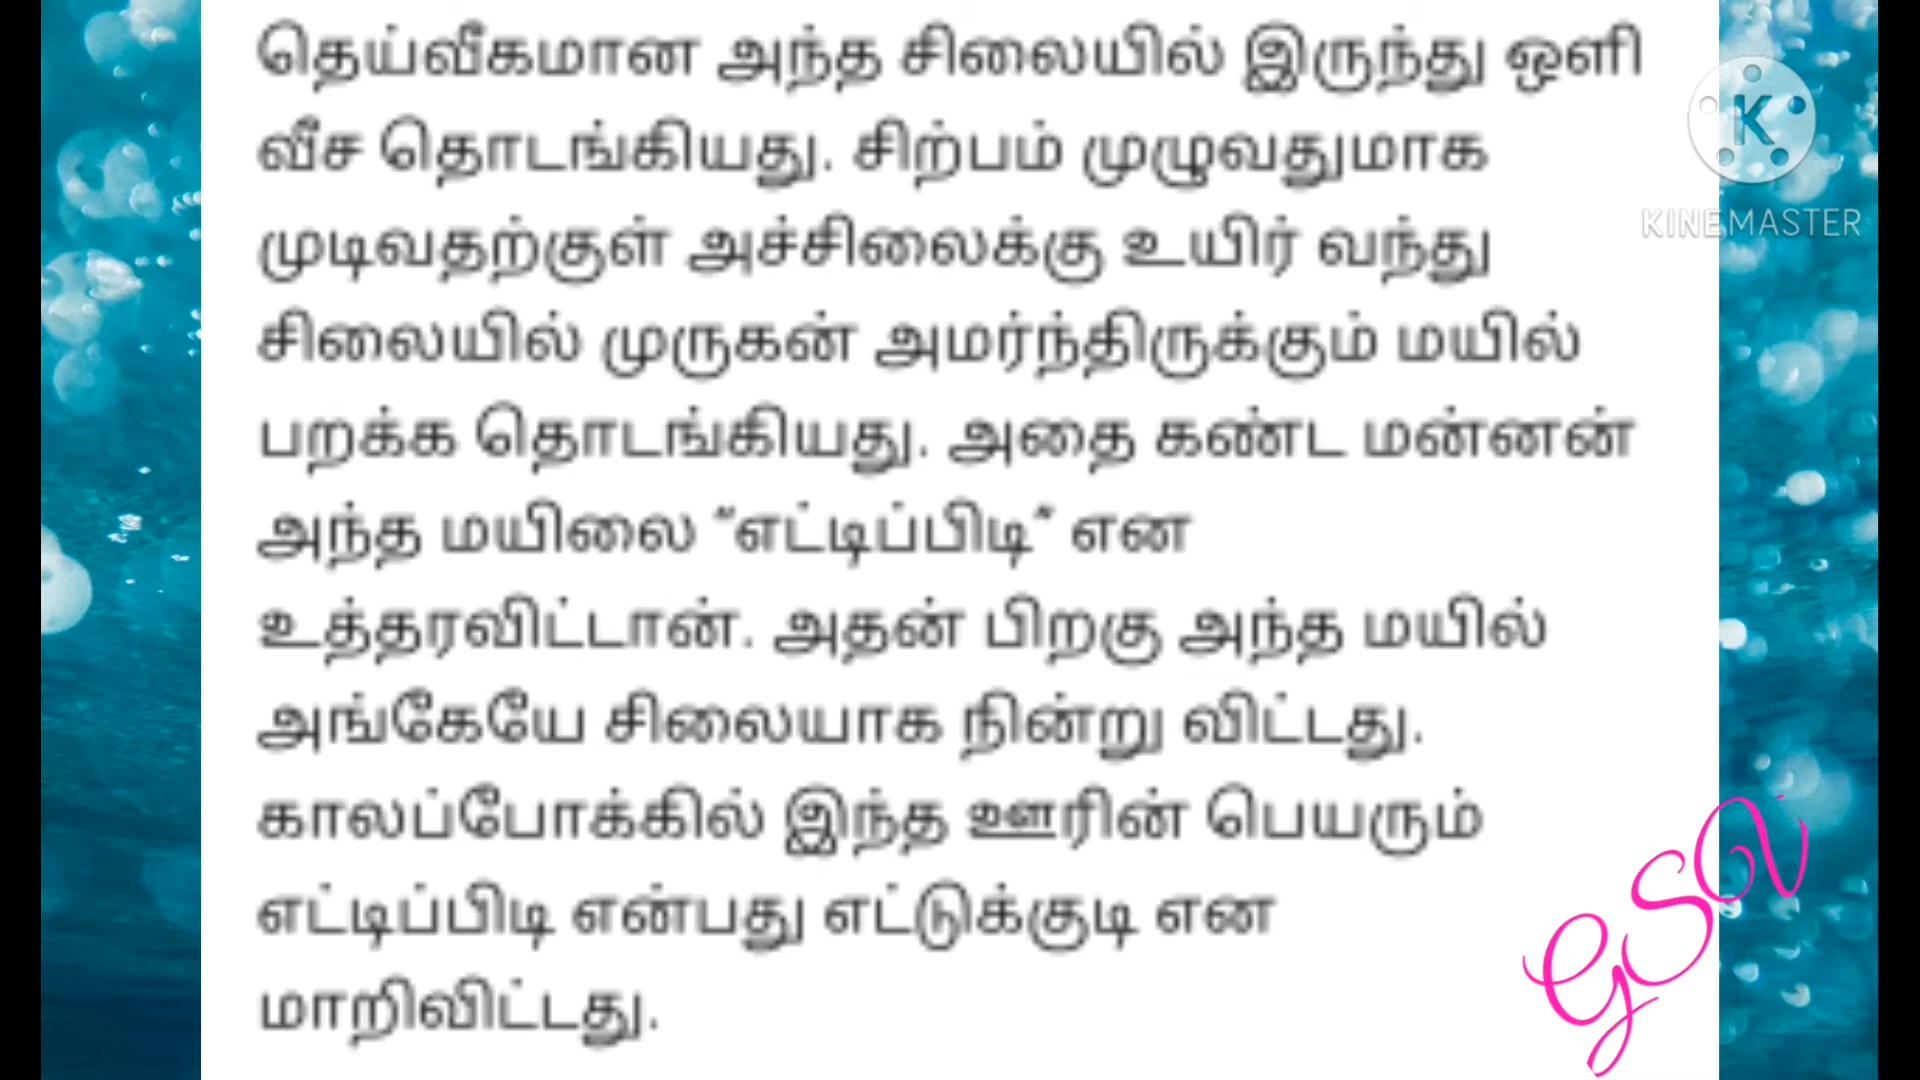 தெய்வீகமான அந்த சிலையில் இருந்து ஒளி
வீச தொடங்கியது. சிற்பம் முழுவதுமாக
முடிவதற்குள் அச்சிலைக்கு உயிர் வந்து
சிலையில் முருகன் அமர்ந்திருக்கும் மயில்
பறக்க தொடங்கியது. அதை கண்ட மன்னன்
அந்த மயிலை “எட்டிப்பிடி” என
உத்தரவிட்டான். அதன் பிறகு அந்த மயில்
அங்கேயே சிலையாக நின்று விட்டது.
காலப்போக்கில் இந்த ஊரின் பெயரும்
எட்டிப்பிடி என்பது எட்டுக்குடி என
மாறிவிட்டது.
K
KINEMASTER